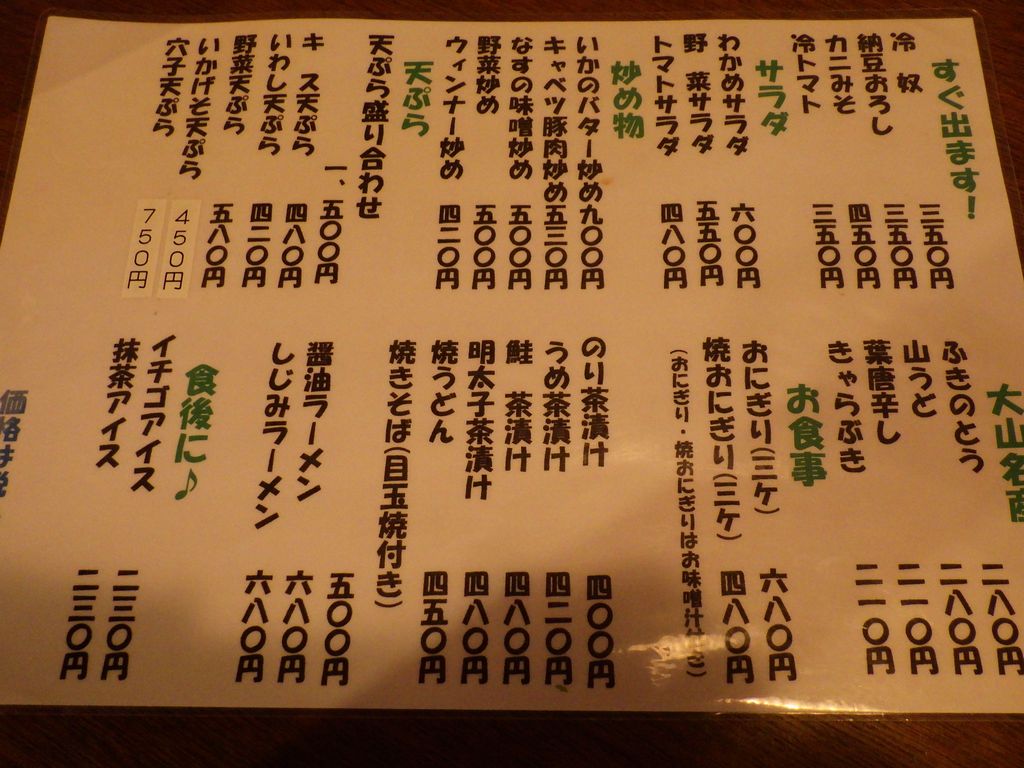 すぐ出ます!
冷 奴 三五〇円
納豆おろし 三五〇円
カニみそ 四五〇円
冷トマト 三五〇円
サラダ
わかめサラダ 六〇〇円
野 菜サラダ 五五〇円
トマトサラダ 四八〇円
炒め物
いかのバター炒め九〇〇円
キャベツ豚肉炒め五三〇円
なすの味噌炒め 五〇〇円
野菜炒め 五〇〇円
ウィンナー炒め 四二〇円
天ぷら
天ぷら盛り合わせ 一、五〇〇円
キ ス天ぷら 四八〇円
いわし天ぷら 四二〇円
野菜天ぷら 五八〇円
いかげそ天ぷら 450円
穴子天ぷら 750円
大山名産
ふきのとう 二八〇円
山うど 二八〇円
葉唐辛し 二一〇円
きゃらぶき 二一〇円
お食事
おにぎり(三ケ) 六八〇円
焼おにぎり(三ケ) 四八〇円
(おにぎり・焼おにぎりはお味噌汁付き)
のり茶漬け 四〇〇円
うめ茶漬け 四二〇円
鮭 茶漬け 四八〇円
明太子茶漬け 四八〇円
焼うどん 四五〇円
焼きそば(目玉焼付き) 五〇〇円
醤油ラーメン 六八〇円
しじみラーメン 六八〇円
食後に♪
イチゴアイス 二三〇円
抹茶アイス 二三〇円
価格は税